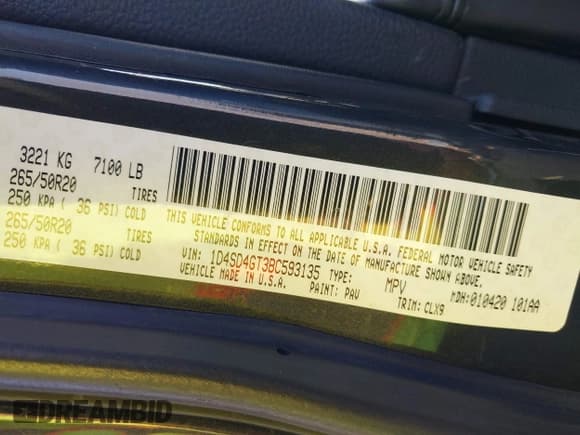 3221 KG 7100 LB
265/50R20 TIRES
250 KPA ( 36 PSI) COLD
265/50R20 TIRES
250 KPA ( 36 PSI) COLD
THIS VEHICLE CONFORMS TO ALL APPLICABLE U.S.A. FEDERAL MOTOR VEHICLE SAFETY
STANDARDS IN EFFECT ON THE DATE OF MANUFACTURE SHOWN ABOVE.
VIN: 1D4SD4GT3BC593135 TYPE: MPV MDH:010420 101AA
VEHICLE MADE IN U.S.A. PAINT: PAV TRIM: CLX9
DREAMBID